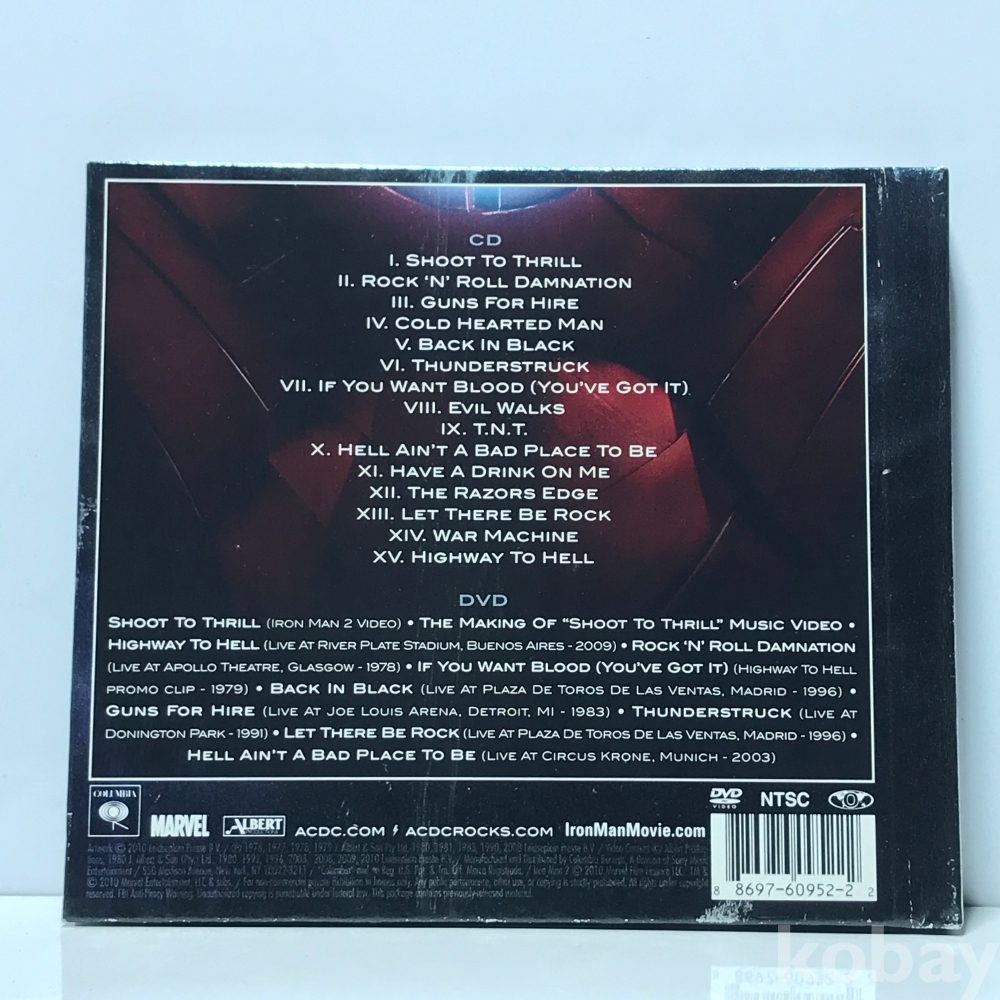 CD
I. SHOOT TO THRILL
II. ROCK 'N' ROLL DAMNATION
III. GUNS FOR HIRE
IV. COLD HEARTED MAN
V. BACK IN BLACK
VI. THUNDERSTRUCK
VII. IF YOU WANT BLOOD (YOU'VE GOT IT)
VIII. EVIL WALKS
IX. T.N.T.
X. HELL AIN'T A BAD PLACE TO BE
XI. HAVE A DRINK ON ME
XII. THE RAZORS EDGE
XIII. LET THERE BE ROCK
XIV. WAR MACHINE
XV. HIGHWAY TO HELL
DVD
SHOOT TO THRILL (IRON MAN 2 VIDEO) • THE MAKING OF "SHOOT TO THRILL" MUSIC VIDEO •
HIGHWAY TO HELL (LIVE AT RIVER PLATE STADIUM, BUENOS AIRES - 2009) • ROCK 'N' ROLL DAMNATION
(LIVE AT APOLLO THEATRE, GLASGOW - 1978) • IF YOU WANT BLOOD (YOU'VE GOT IT) (HIGHWAY TO HELL
PROMO CLIP - 1979) • BACK IN BLACK (LIVE AT PLAZA DE TOROS DE LAS VENTAS, MADRID - 1996) •
GUNS FOR HIRE (LIVE AT JOE LOUIS ARENA, DETROIT, MI - 1983) • THUNDERSTRUCK (LIVE AT
DONINGTON PARK - 1991) • LET THERE BE ROCK (LIVE AT PLAZA DE TOROS DE LAS VENTAS, MADRID - 1996) •
HELL AIN'T A BAD PLACE TO BE (LIVE AT CIRCUS KRONE, MUNICH - 2003)
COLUMBIA
MARVEL ALBERT ACDC.COM ACDCROCKS.COM IronManMovie.com
DVD VIDEO NTSC
8 8697-60952-2 2
kobay